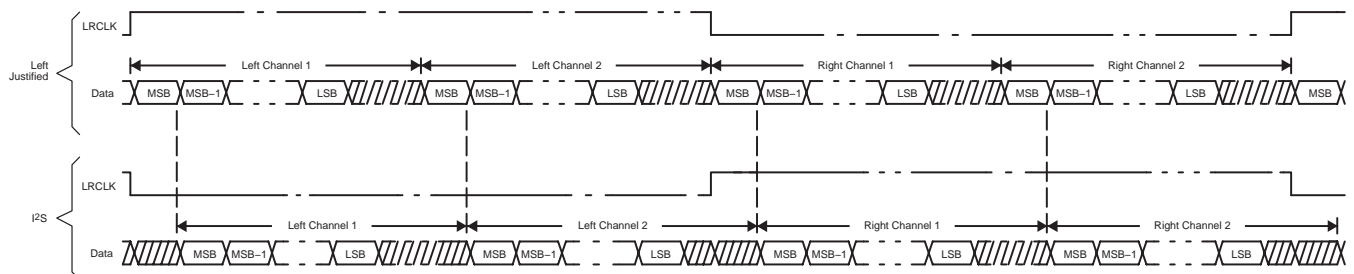 LRCLK
Left Justified
Left Channel 1 Left Channel 2 Right Channel 1 Right Channel 2
Data MSB MSB–1 LSB MSB MSB–1 LSB MSB MSB–1 LSB MSB MSB–1 LSB MSB
LRCLK
I²S
Left Channel 1 Left Channel 2 Right Channel 1 Right Channel 2
Data MSB MSB–1 LSB MSB MSB–1 LSB MSB MSB–1 LSB MSB MSB–1 LSB